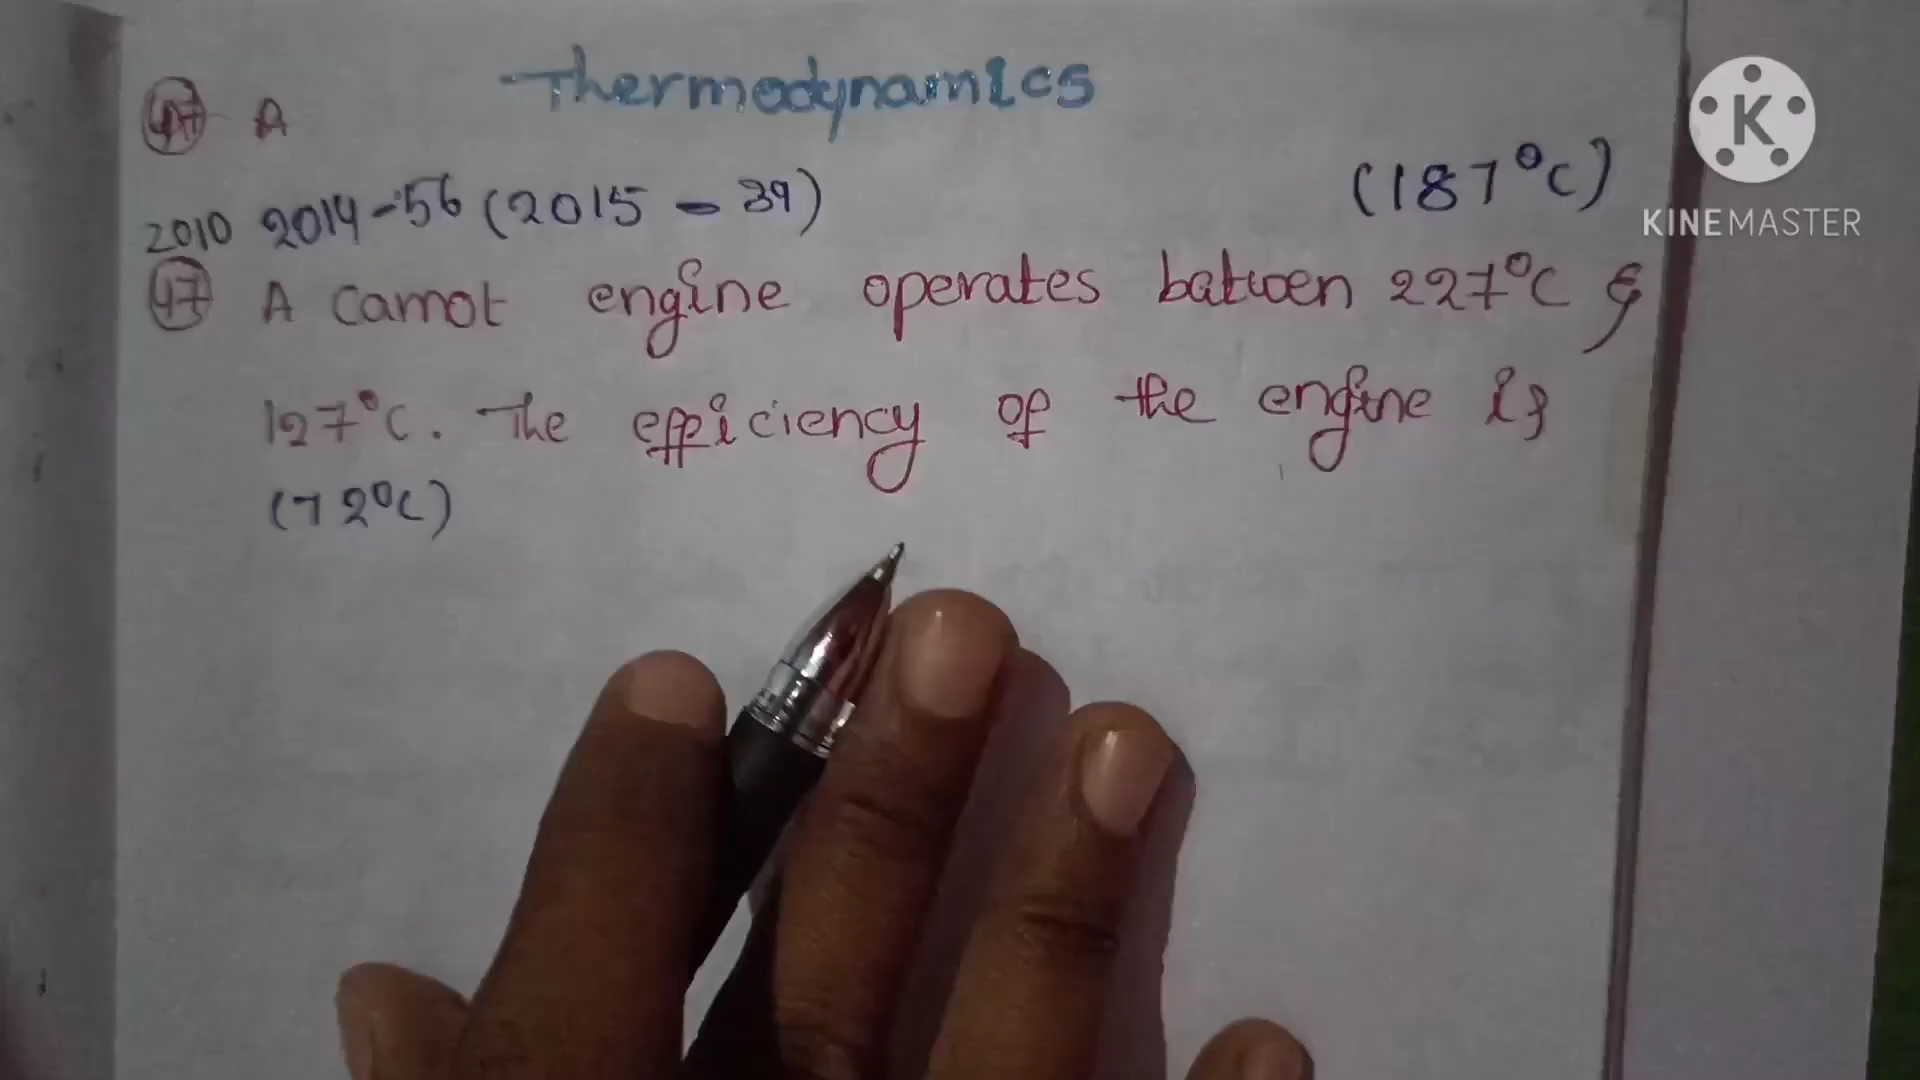 Thermodynamics
47 A
(187°C)
KINEMASTER
2010 2014-56 (2015-39)
47 A carnot engine operates batwen 227°C &
127°C. The efficiency of the engine is
(72°C)